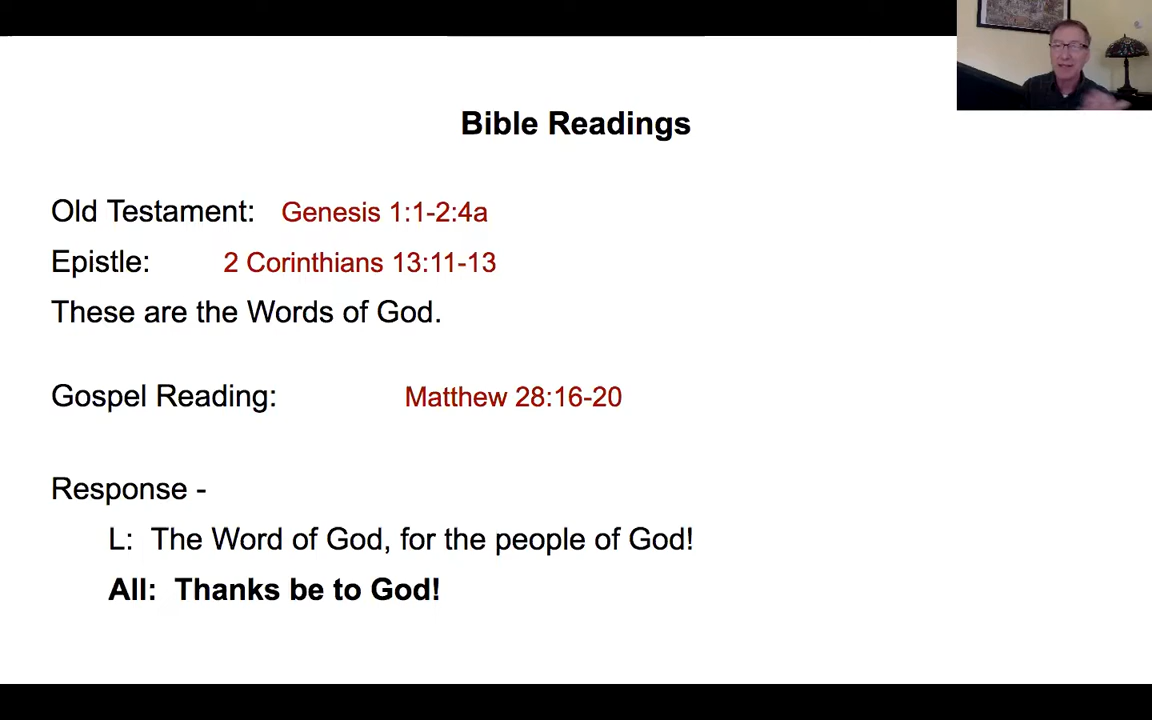 Bible Readings
Old Testament: Genesis 1:1-2:4a
Epistle: 2 Corinthians 13:11-13
These are the Words of God.
Gospel Reading: Matthew 28:16-20
Response -
L: The Word of God, for the people of God!
All: Thanks be to God!